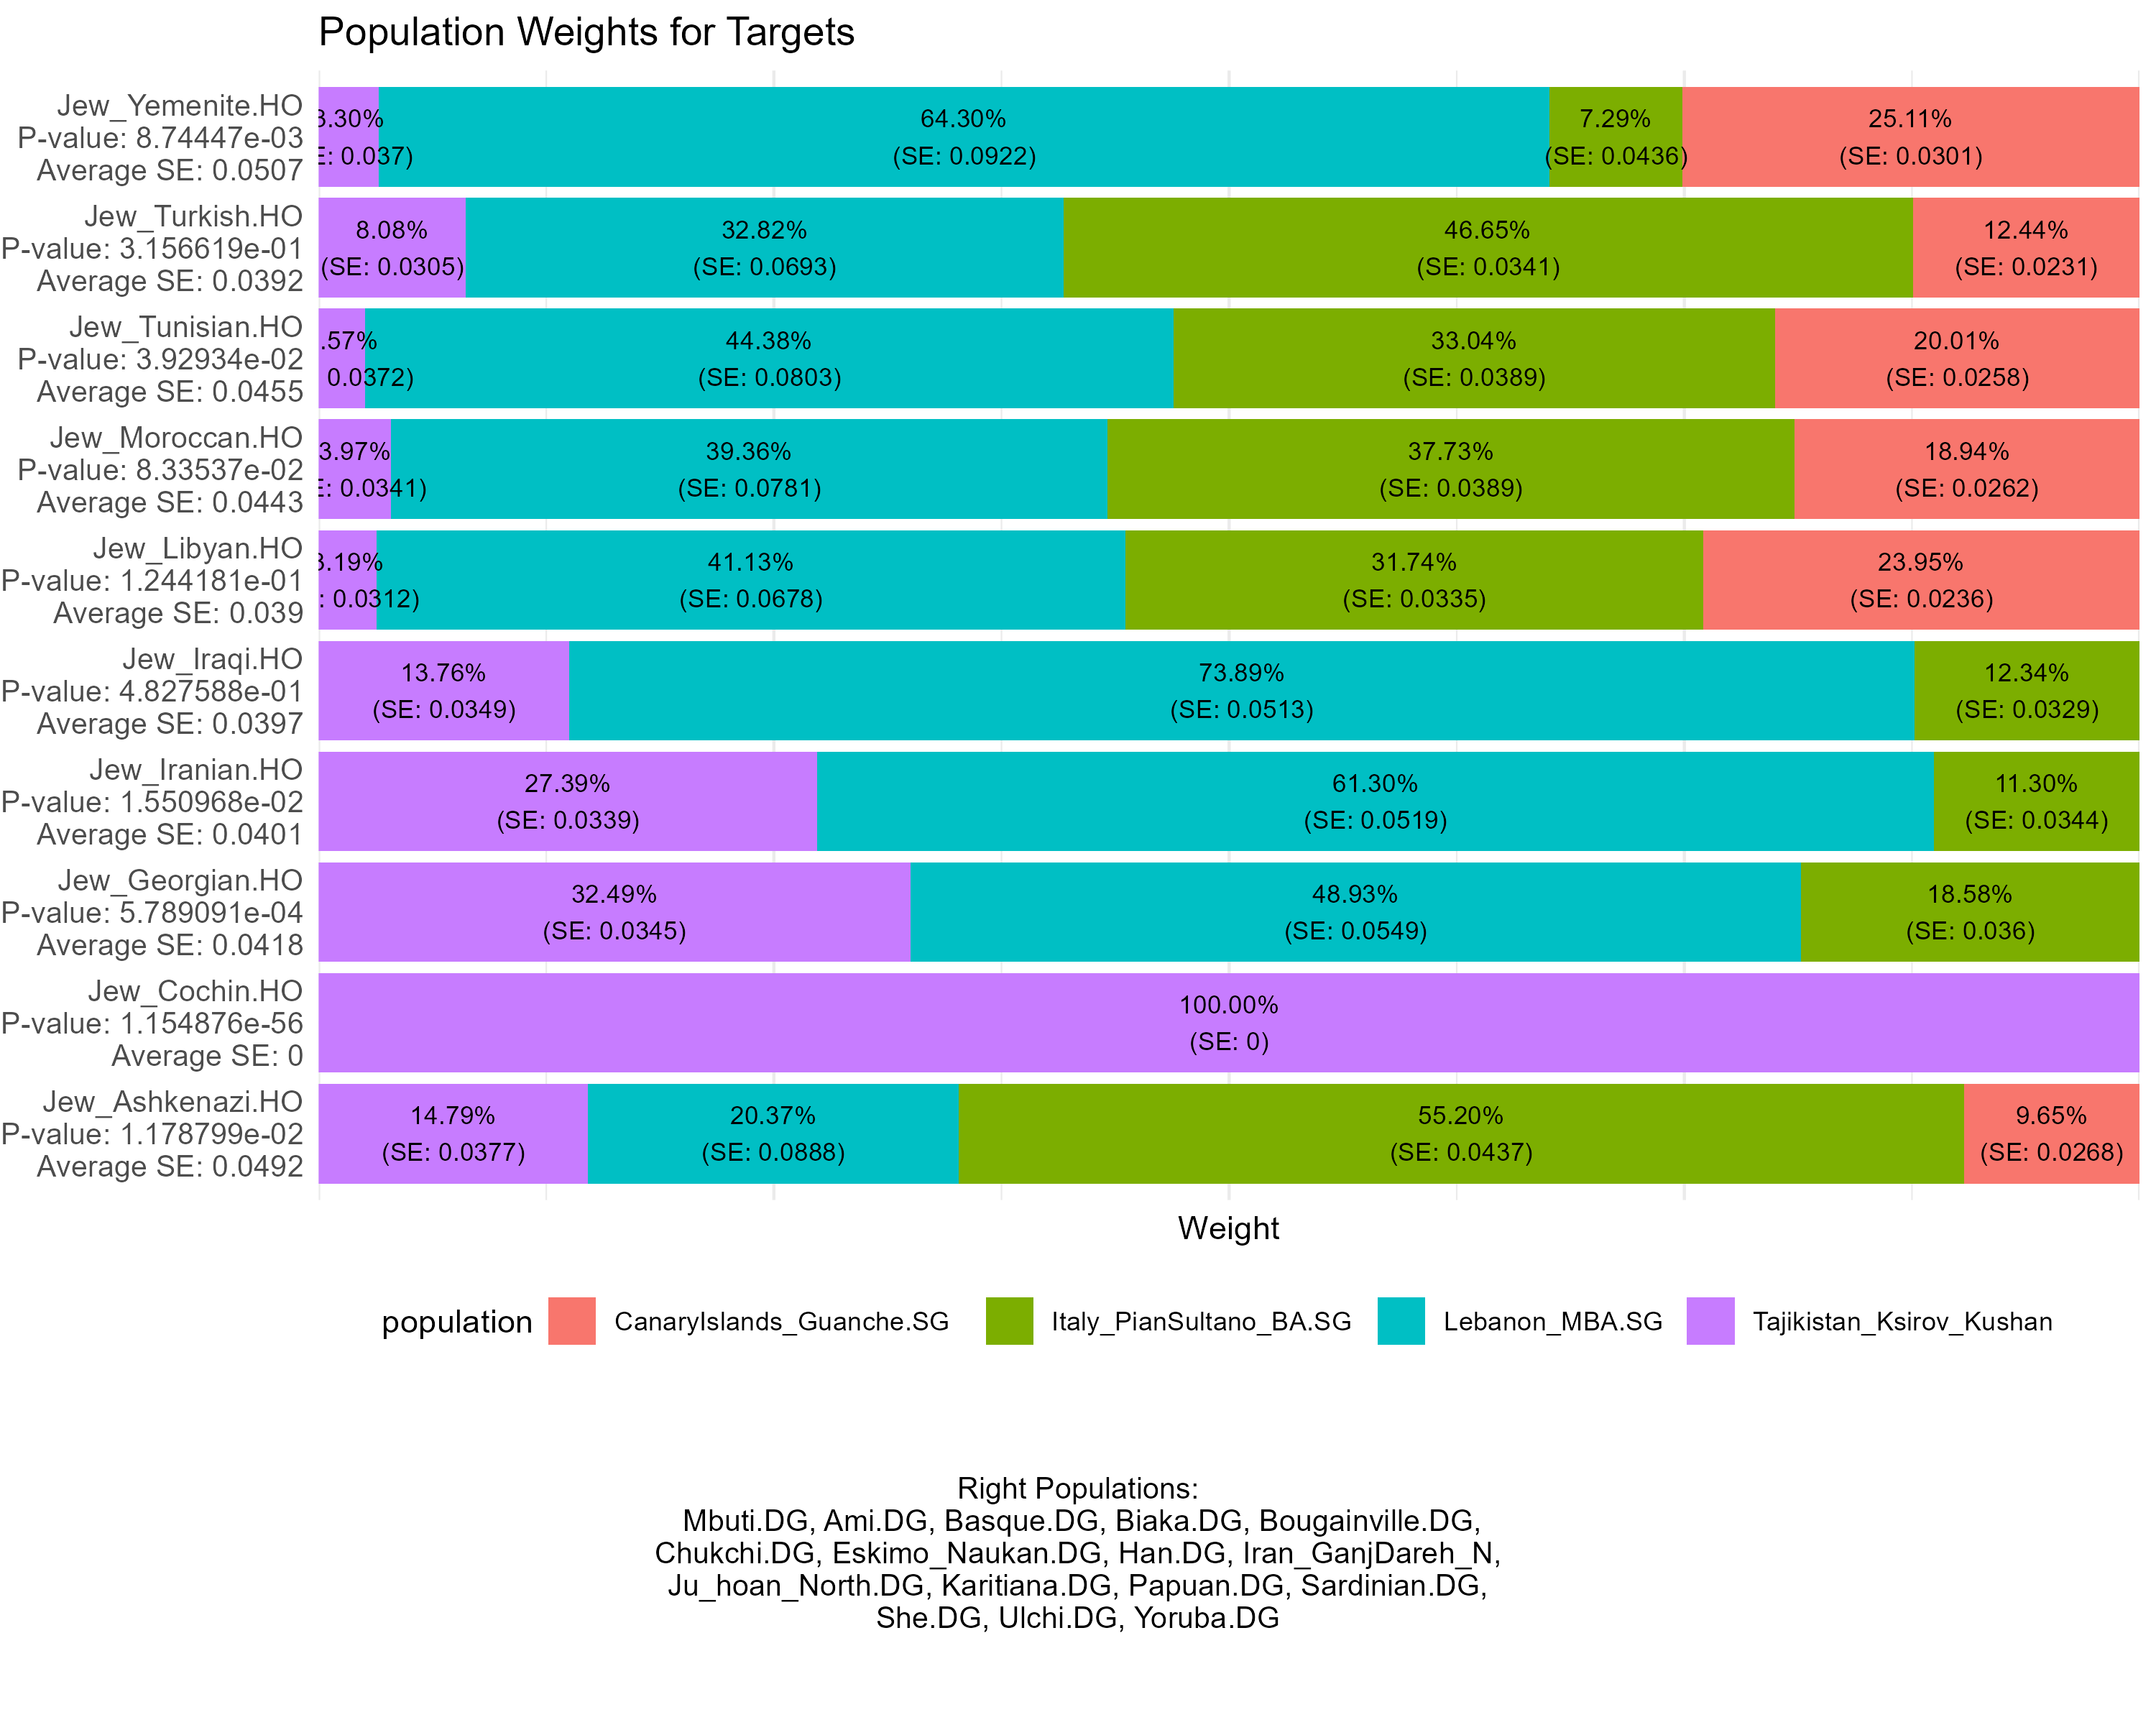 Population Weights for Targets
Jew_Yemenite.HO
P-value: 8.74447e-03
Average SE: 0.0507
.30% 64.30% 7.29% 25.11%
: 0.037) (SE: 0.0922) (SE: 0.0436) (SE: 0.0301)
Jew_Turkish.HO
P-value: 3.156619e-01
Average SE: 0.0392
8.08% 32.82% 46.65% 12.44%
(SE: 0.0305) (SE: 0.0693) (SE: 0.0341) (SE: 0.0231)
Jew_Tunisian.HO
P-value: 3.92934e-02
Average SE: 0.0455
.57% 44.38% 33.04% 20.01%
0.0372) (SE: 0.0803) (SE: 0.0389) (SE: 0.0258)
Jew_Moroccan.HO
P-value: 8.33537e-02
Average SE: 0.0443
3.97% 39.36% 37.73% 18.94%
: 0.0341) (SE: 0.0781) (SE: 0.0389) (SE: 0.0262)
Jew_Libyan.HO
P-value: 1.244181e-01
Average SE: 0.039
.19% 41.13% 31.74% 23.95%
: 0.0312) (SE: 0.0678) (SE: 0.0335) (SE: 0.0236)
Jew_Iraqi.HO
P-value: 4.827588e-01
Average SE: 0.0397
13.76% 73.89% 12.34%
(SE: 0.0349) (SE: 0.0513) (SE: 0.0329)
Jew_Iranian.HO
P-value: 1.550968e-02
Average SE: 0.0401
27.39% 61.30% 11.30%
(SE: 0.0339) (SE: 0.0519) (SE: 0.0344)
Jew_Georgian.HO
P-value: 5.789091e-04
Average SE: 0.0418
32.49% 48.93% 18.58%
(SE: 0.0345) (SE: 0.0549) (SE: 0.036)
Jew_Cochin.HO
P-value: 1.154876e-56
Average SE: 0
100.00%
(SE: 0)
Jew_Ashkenazi.HO
P-value: 1.178799e-02
Average SE: 0.0492
14.79% 20.37% 55.20% 9.65%
(SE: 0.0377) (SE: 0.0888) (SE: 0.0437) (SE: 0.0268)
Weight
population CanaryIslands_Guanche.SG Italy_PianSultano_BA.SG Lebanon_MBA.SG Tajikistan_Ksirov_Kushan
Right Populations:
Mbuti.DG, Ami.DG, Basque.DG, Biaka.DG, Bougainville.DG,
Chukchi.DG, Eskimo_Naukan.DG, Han.DG, Iran_GanjDareh_N,
Ju_hoan_North.DG, Karitiana.DG, Papuan.DG, Sardinian.DG,
She.DG, Ulchi.DG, Yoruba.DG